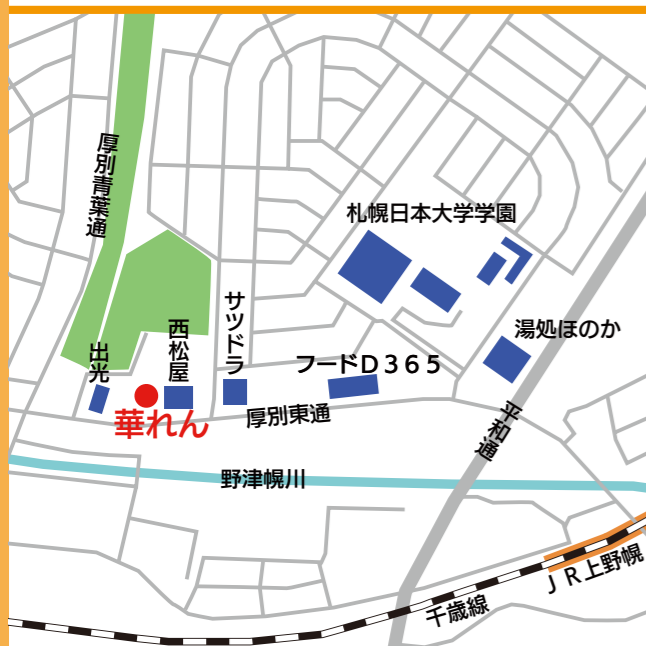 厚別青葉通
札幌日本大学学園
サツドラ
西松屋
湯処ほのか
出光
フードD365
華れん
厚別東通
平和通
野津幌川
JR上野幌
千歳線